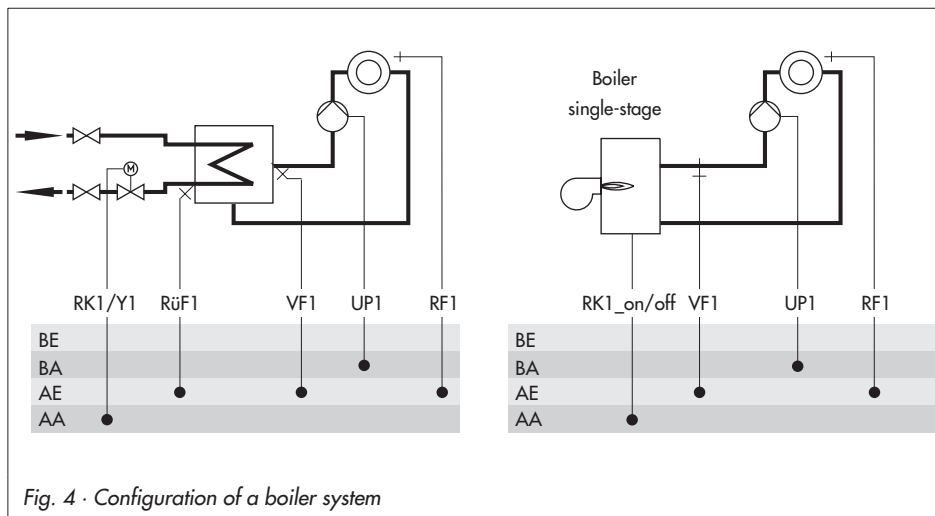 Boiler
single-stage
M
RK1/Y1 RüF1 VF1 UP1 RF1
RK1_on/off VF1 UP1 RF1
BE
BA
AE
AA
BE
BA
AE
AA
Fig. 4 · Configuration of a boiler system